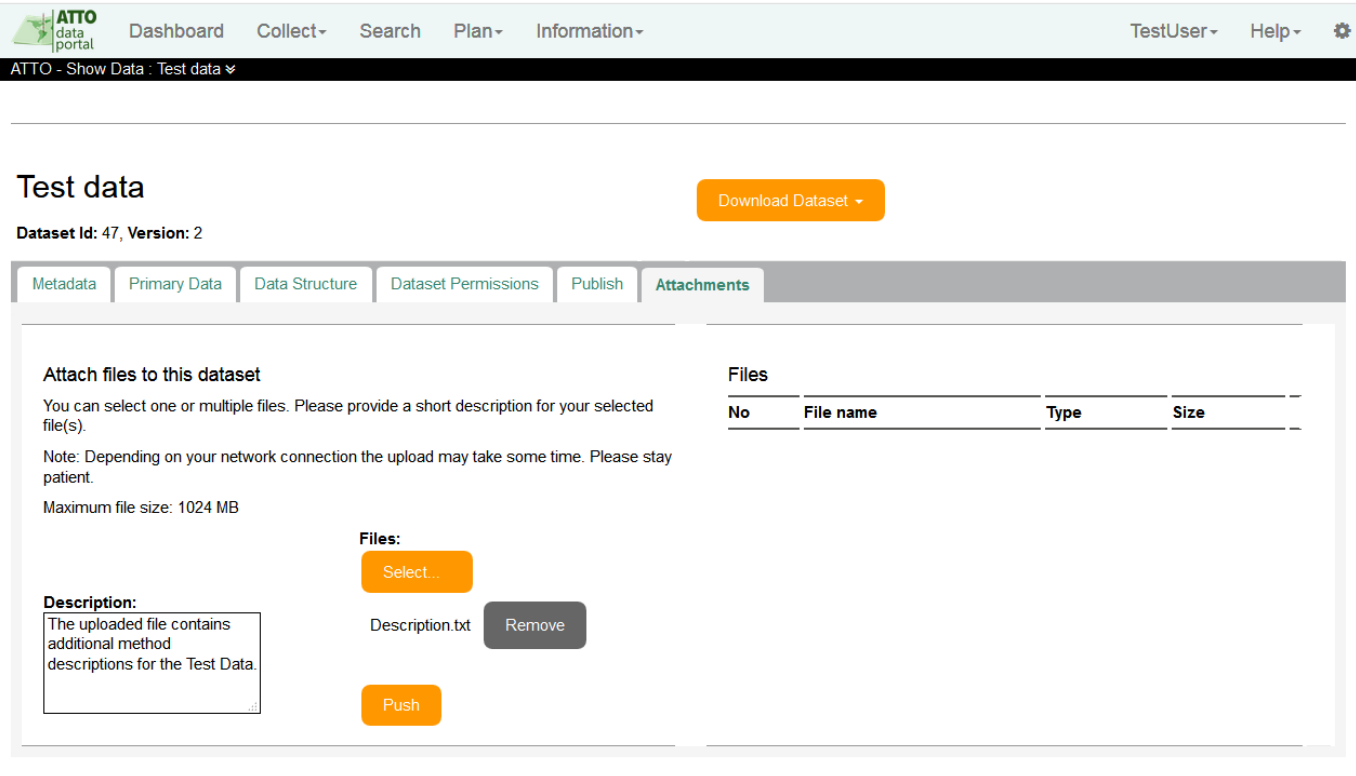 ATTO
data
portal
Dashboard Collect Search Plan Information TestUser Help
ATTO - Show Data : Test data
Test data
Download Dataset
Dataset Id: 47, Version: 2
Metadata Primary Data Data Structure Dataset Permissions Publish Attachments
Attach files to this dataset
You can select one or multiple files. Please provide a short description for your selected
file(s).
Note: Depending on your network connection the upload may take some time. Please stay
patient.
Maximum file size: 1024 MB
Files:
Select...
Description:
The uploaded file contains
additional method
descriptions for the Test Data.
Description.txt Remove
Push
Files
No File name Type Size